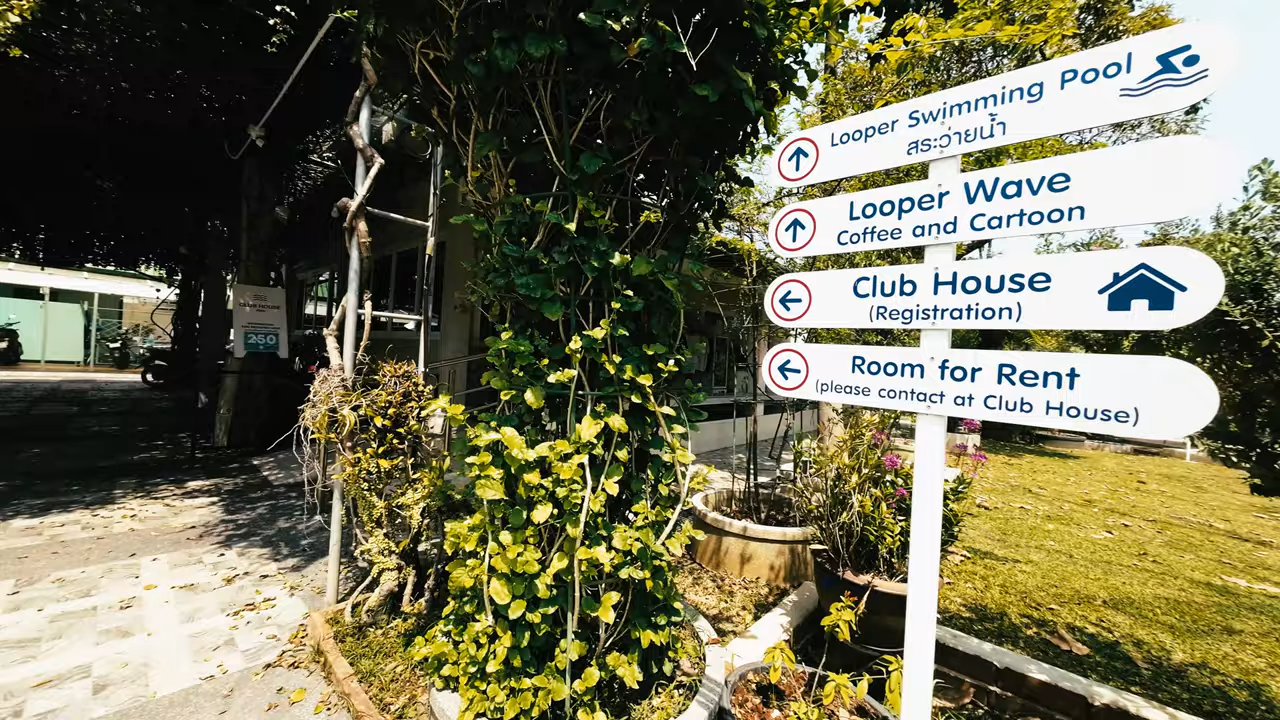 Looper Swimming Pool
สระว่ายน้ำ
Looper Wave
Coffee and Cartoon
Club House
(Registration)
Room for Rent
(please contact at Club House)
CLUB HOUSE
250